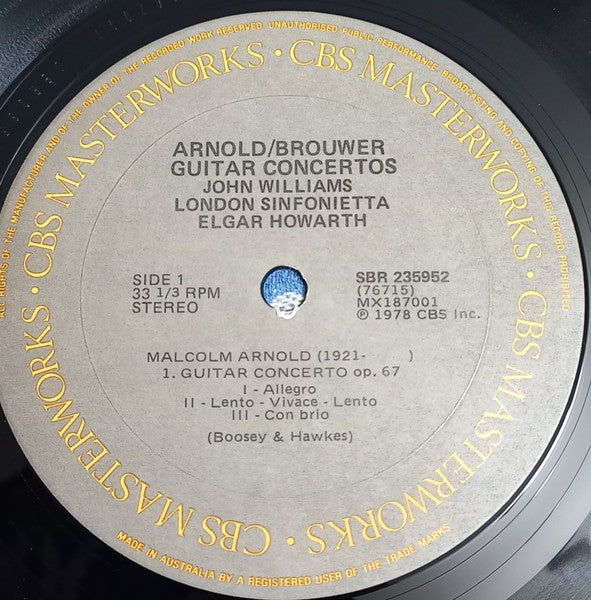 ALL RIGHTS OF THE MANUFACTURER AND OF THE OWNER OF THE RECORDED WORK RESERVED. UNAUTHORISED PUBLIC PERFORMANCE, BROADCASTING AND COPYING OF THIS RECORD PROHIBITED
CBS MASTERWORKS · CBS MASTERWORKS · CBS MASTERWORKS · CBS MASTERWORKS ·
ARNOLD/BROUWER
GUITAR CONCERTOS
JOHN WILLIAMS
LONDON SINFONIETTA
ELGAR HOWARTH
SIDE 1
33 1/3 RPM
STEREO
SBR 235952
(76715)
MX187001
℗ 1978 CBS Inc.
MALCOLM ARNOLD (1921- )
1. GUITAR CONCERTO op. 67
I - Allegro
II - Lento - Vivace - Lento
III - Con brio
(Boosey & Hawkes)
MADE IN AUSTRALIA BY A REGISTERED USER OF THE TRADE MARKS